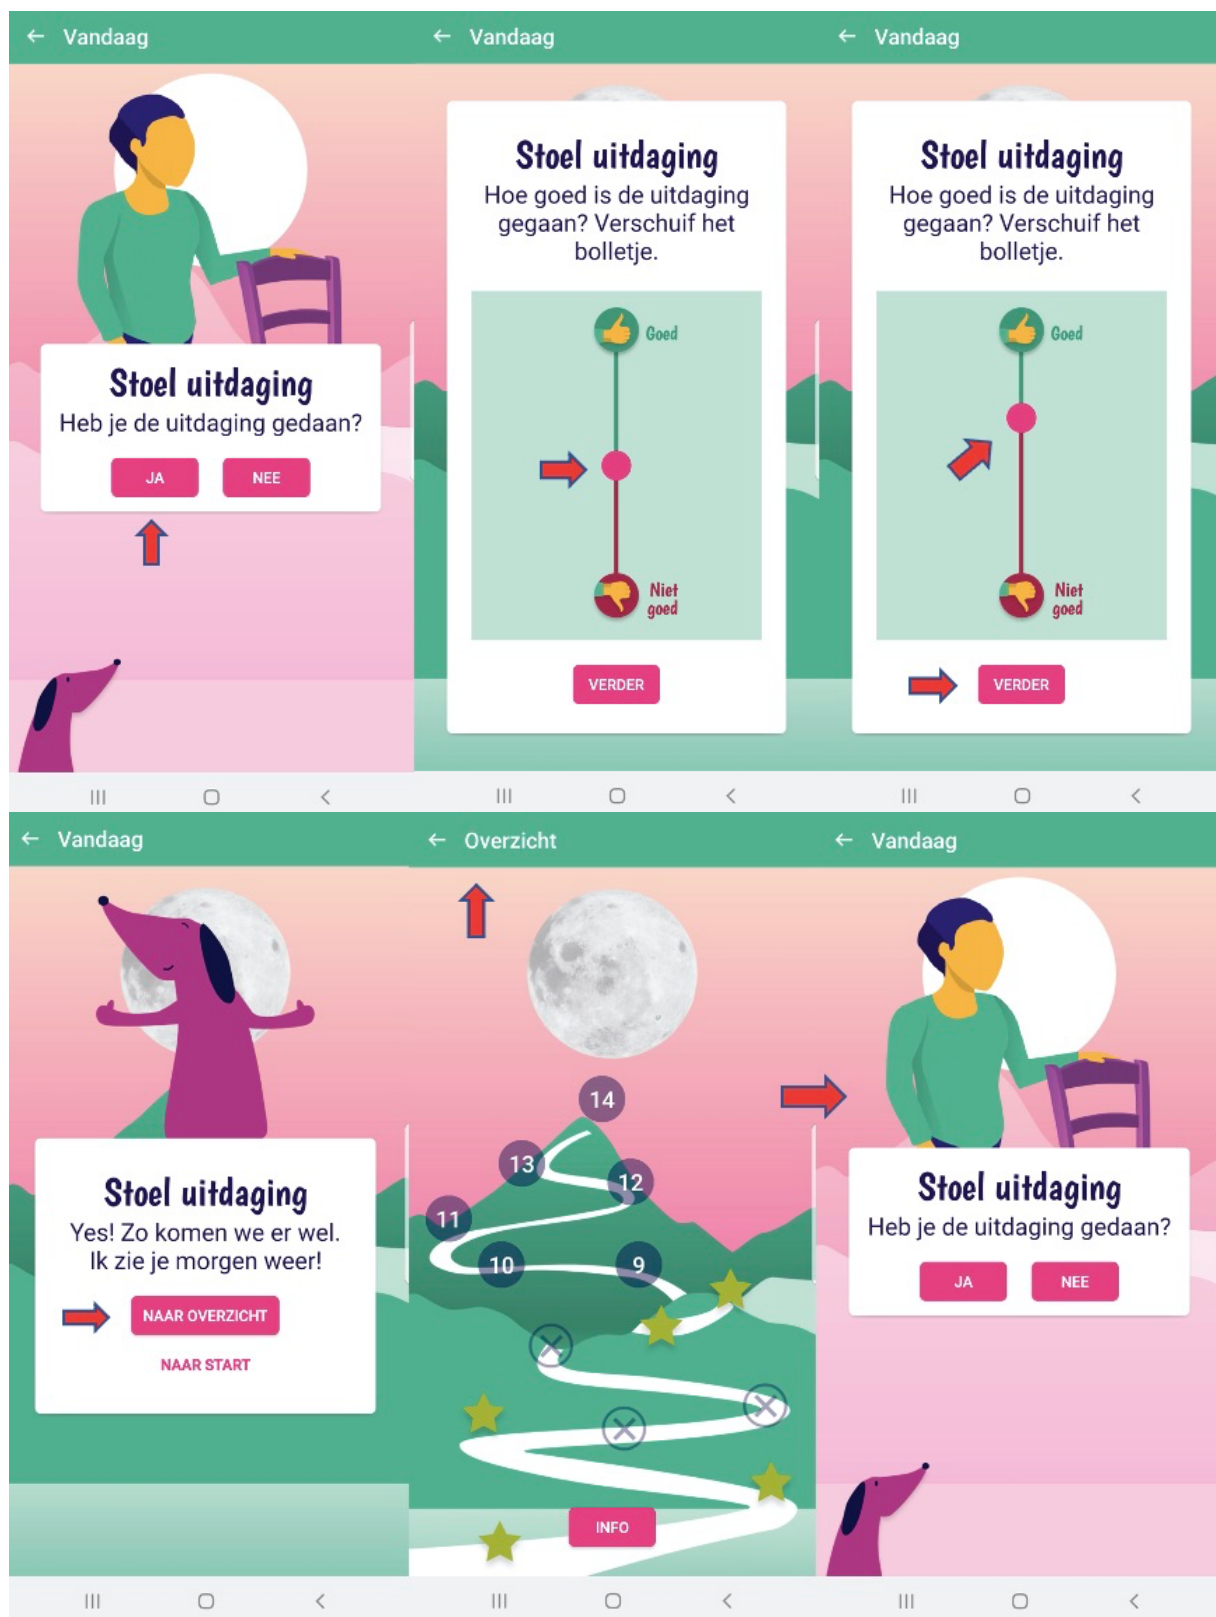 Vandaag
Stoel uitdaging
Heb je de uitdaging gedaan?
JA
NEE
Vandaag
Stoel uitdaging
Hoe goed is de uitdaging
gegaan? Verschuif het
bolletje.
Goed
Niet
goed
VERDER
Vandaag
Stoel uitdaging
Hoe goed is de uitdaging
gegaan? Verschuif het
bolletje.
Goed
Niet
goed
VERDER
Vandaag
Stoel uitdaging
Yes! Zo komen we er wel.
Ik zie je morgen weer!
NAAR OVERZICHT
NAAR START
Overzicht
14
13
12
11
10
9
INFO
Vandaag
Stoel uitdaging
Heb je de uitdaging gedaan?
JA
NEE